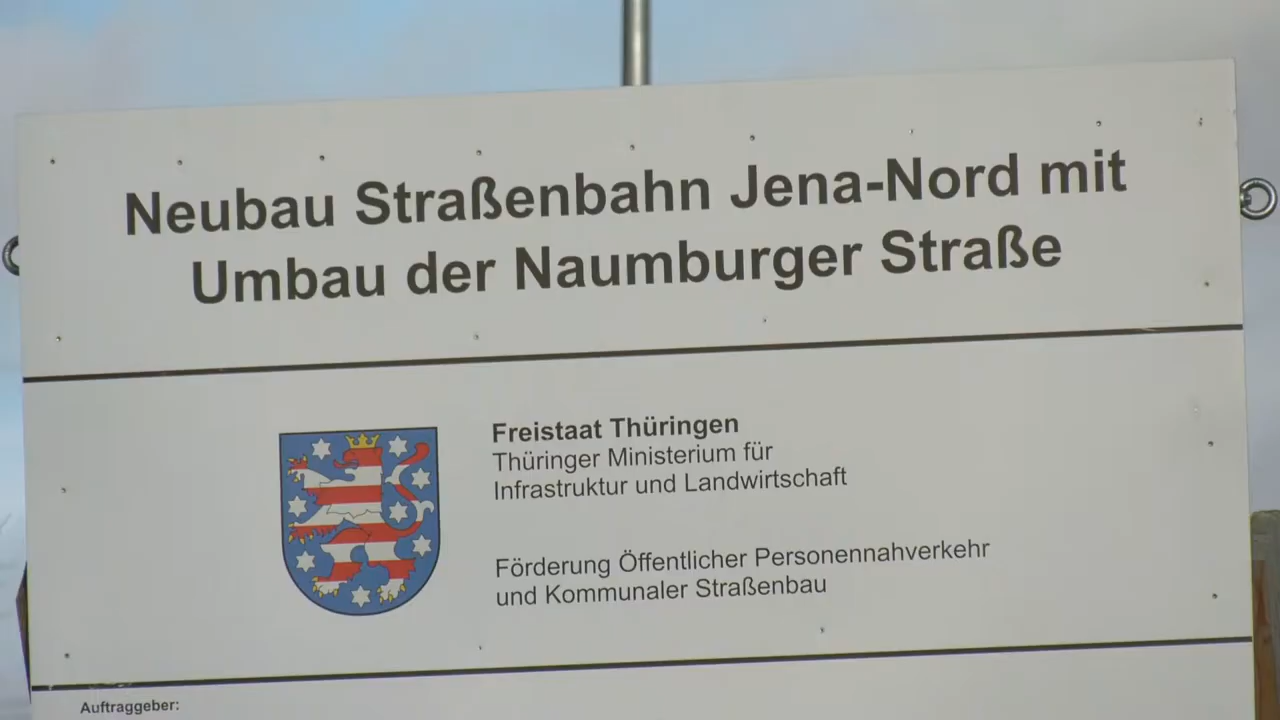 Neubau Straßenbahn Jena-Nord mit
Umbau der Naumburger Straße
Freistaat Thüringen
Thüringer Ministerium für
Infrastruktur und Landwirtschaft
Förderung Öffentlicher Personennahverkehr
und Kommunaler Straßenbau
Auftraggeber: